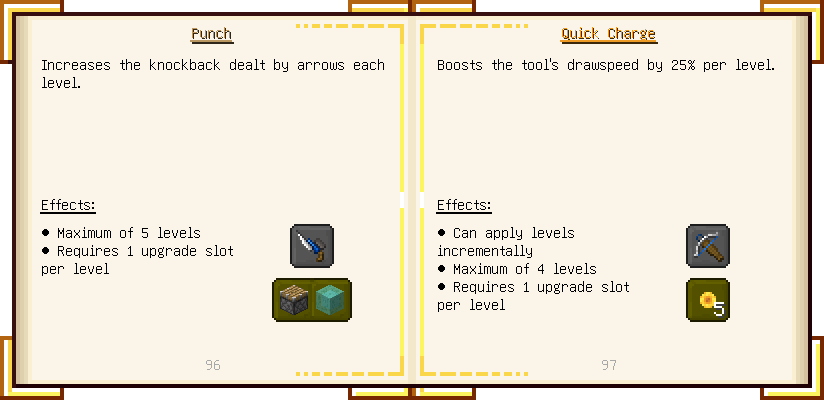 Punch
Increases the knockback dealt by arrows each
level.
Effects:
● Maximum of 5 levels
● Requires 1 upgrade slot
per level
96
Quick Charge
Boosts the tool's drawspeed by 25% per level.
Effects:
● Can apply levels
incrementally
● Maximum of 4 levels
● Requires 1 upgrade slot
per level
5
97